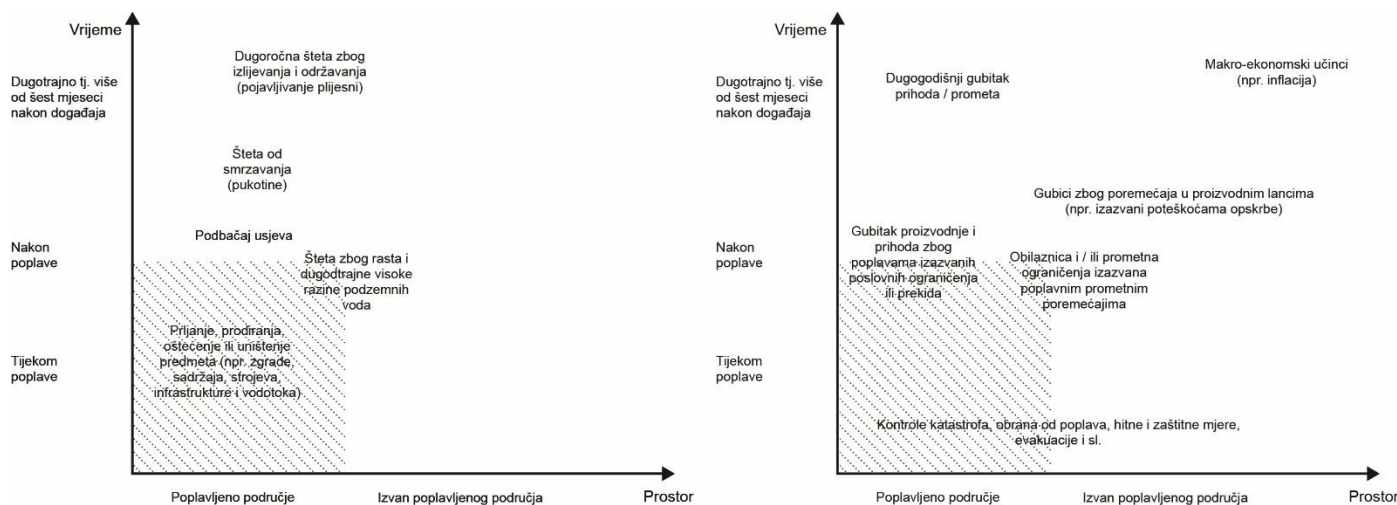 Vrijeme
Dugotrajno tj. više
od šest mjeseci
nakon događaja
Dugoročna šteta zbog
izlijevanja i održavanja
(pojavljivanje plijesni)
Šteta od
smrzavanja
(pukotine)
Podbačaj usjeva
Nakon
poplave
Šteta zbog rasta i
dugodtrajne visoke
razine podzemnih
voda
Tijekom
poplave
Prljanje, prodiranja,
oštećenje ili uništenje
predmeta (npr. zgrade,
sadržaja, strojeva,
infrastrukture i vodotoka)
Poplavljeno područje
Izvan poplavljenog područja
Prostor
Vrijeme
Dugotrajno tj. više
od šest mjeseci
nakon događaja
Dugogodišnji gubitak
prihoda / prometa
Makro-ekonomski učinci
(npr. inflacija)
Gubici zbog poremećaja u proizvodnim lancima
(npr. izazvani poteškoćama opskrbe)
Nakon
poplave
Gubitak proizvodnje i
prihoda zbog
poplavama izazvanih
poslovnih ograničenja
ili prekida
Obilaznica i / ili prometna
ograničenja izazvana
poplavnim prometnim
poremećajima
Tijekom
poplave
Kontrole katastrofa, obrana od poplava, hitne i zaštitne mjere,
evakuacije i sl.
Poplavljeno područje
Izvan poplavljenog područja
Prostor